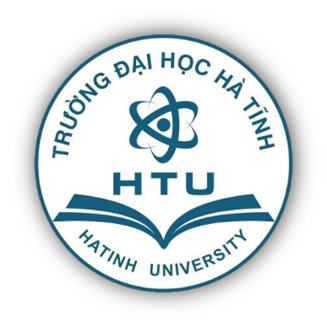 TRƯỜNG ĐẠI HỌC HÀ TĨNH
HTU
HATINH UNIVERSITY